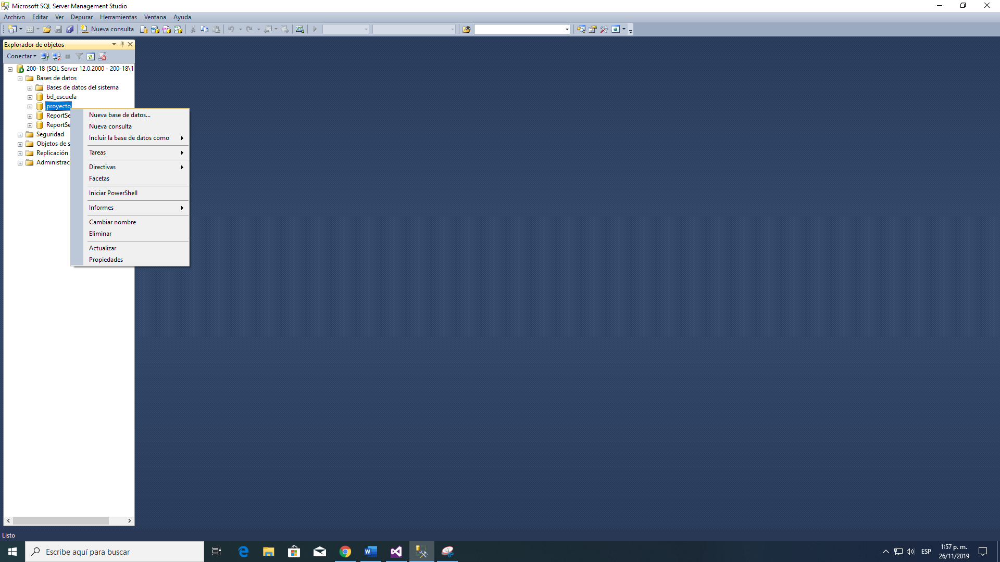 Microsoft SQL Server Management Studio
Archivo Editar Ver Depurar Herramientas Ventana Ayuda
Nueva consulta
Explorador de objetos
Conectar
200-18 (SQL Server 12.0.2000 - 200-18\1
Bases de datos
Bases de datos del sistema
bd_escuela
proyecto
ReportSe
ReportSe
Seguridad
Objetos de s
Replicación
Administrac
Nueva base de datos...
Nueva consulta
Incluir la base de datos como
Tareas
Directivas
Facetas
Iniciar PowerShell
Informes
Cambiar nombre
Eliminar
Actualizar
Propiedades
Listo
Escribe aquí para buscar
ESP
1:57 p. m.
26/11/2019